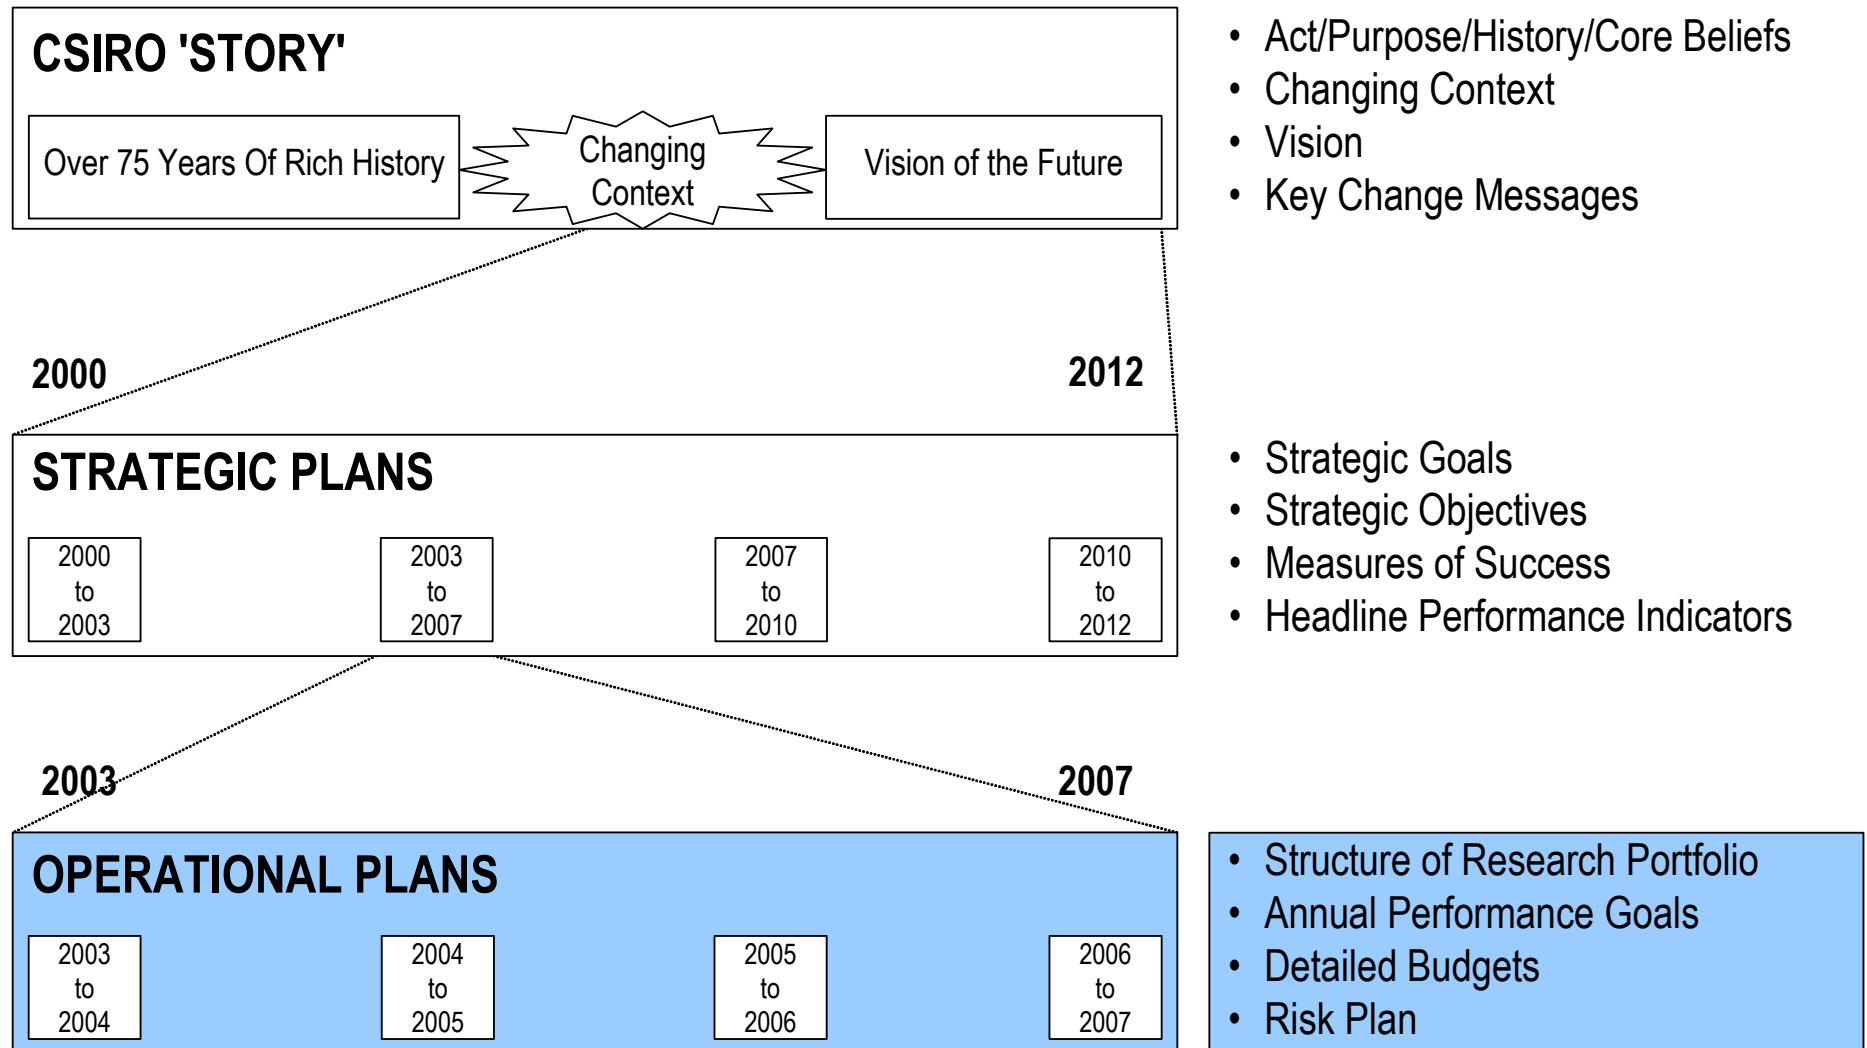 CSIRO 'STORY'
Over 75 Years Of Rich History
Changing
Context
Vision of the Future
• Act/Purpose/History/Core Beliefs
• Changing Context
• Vision
• Key Change Messages
2000
2012
STRATEGIC PLANS
2000
to
2003
2003
to
2007
2007
to
2010
2010
to
2012
• Strategic Goals
• Strategic Objectives
• Measures of Success
• Headline Performance Indicators
2003
2007
OPERATIONAL PLANS
2003
to
2004
2004
to
2005
2005
to
2006
2006
to
2007
• Structure of Research Portfolio
• Annual Performance Goals
• Detailed Budgets
• Risk Plan